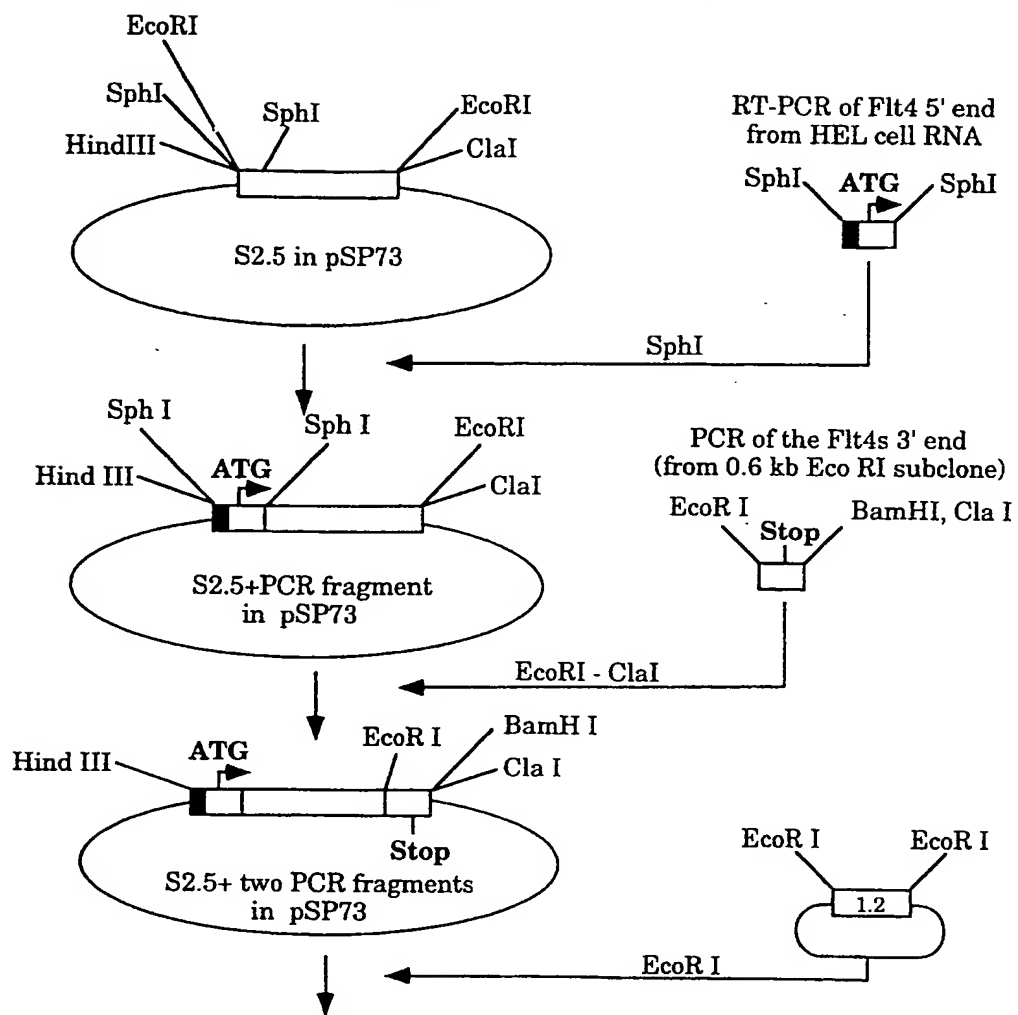 EcoRI
SphI
SphI
EcoRI
HindIII
ClaI
S2.5 in pSP73
RT-PCR of Flt4 5' end
from HEL cell RNA
SphI
ATG
SphI
SphI
Sph I
Sph I
EcoRI
Hind III
ATG
ClaI
S2.5+PCR fragment
in pSP73
PCR of the Flt4s 3' end
(from 0.6 kb Eco RI subclone)
EcoR I
Stop
BamHI, Cla I
EcoRI - ClaI
Hind III
ATG
EcoR I
BamH I
Cla I
Stop
S2.5+ two PCR fragments
in pSP73
EcoR I
EcoR I
1.2
EcoR I